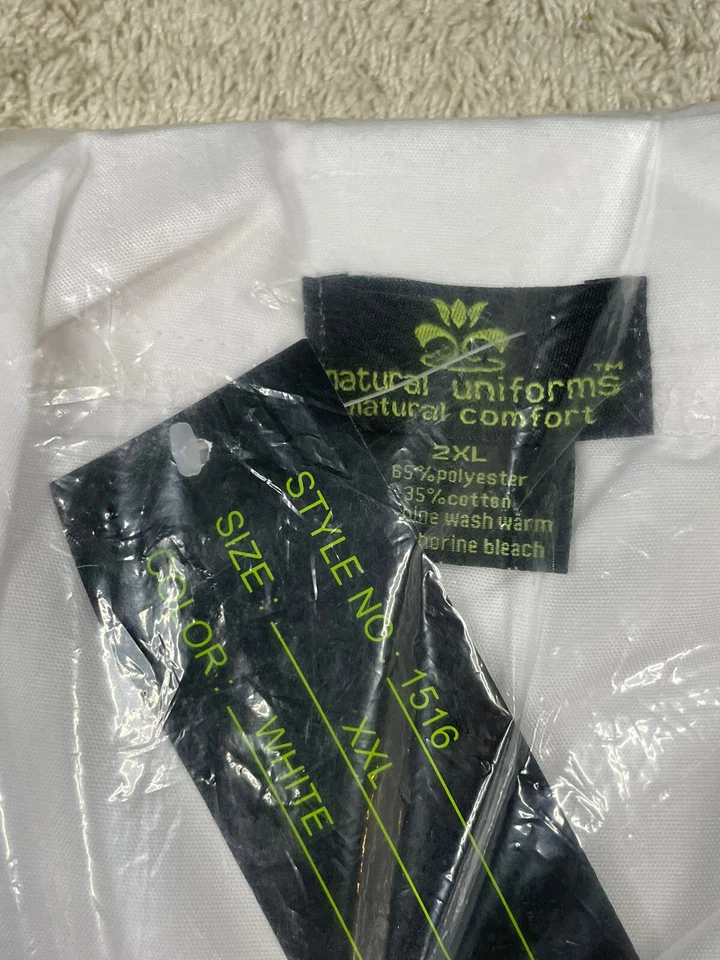 natural uniforms™
natural comfort
2XL
65%polyester
35%cotton
wash warm
bleach
STYLE NO.: 1516
SIZE: XXL
COLOR: WHITE